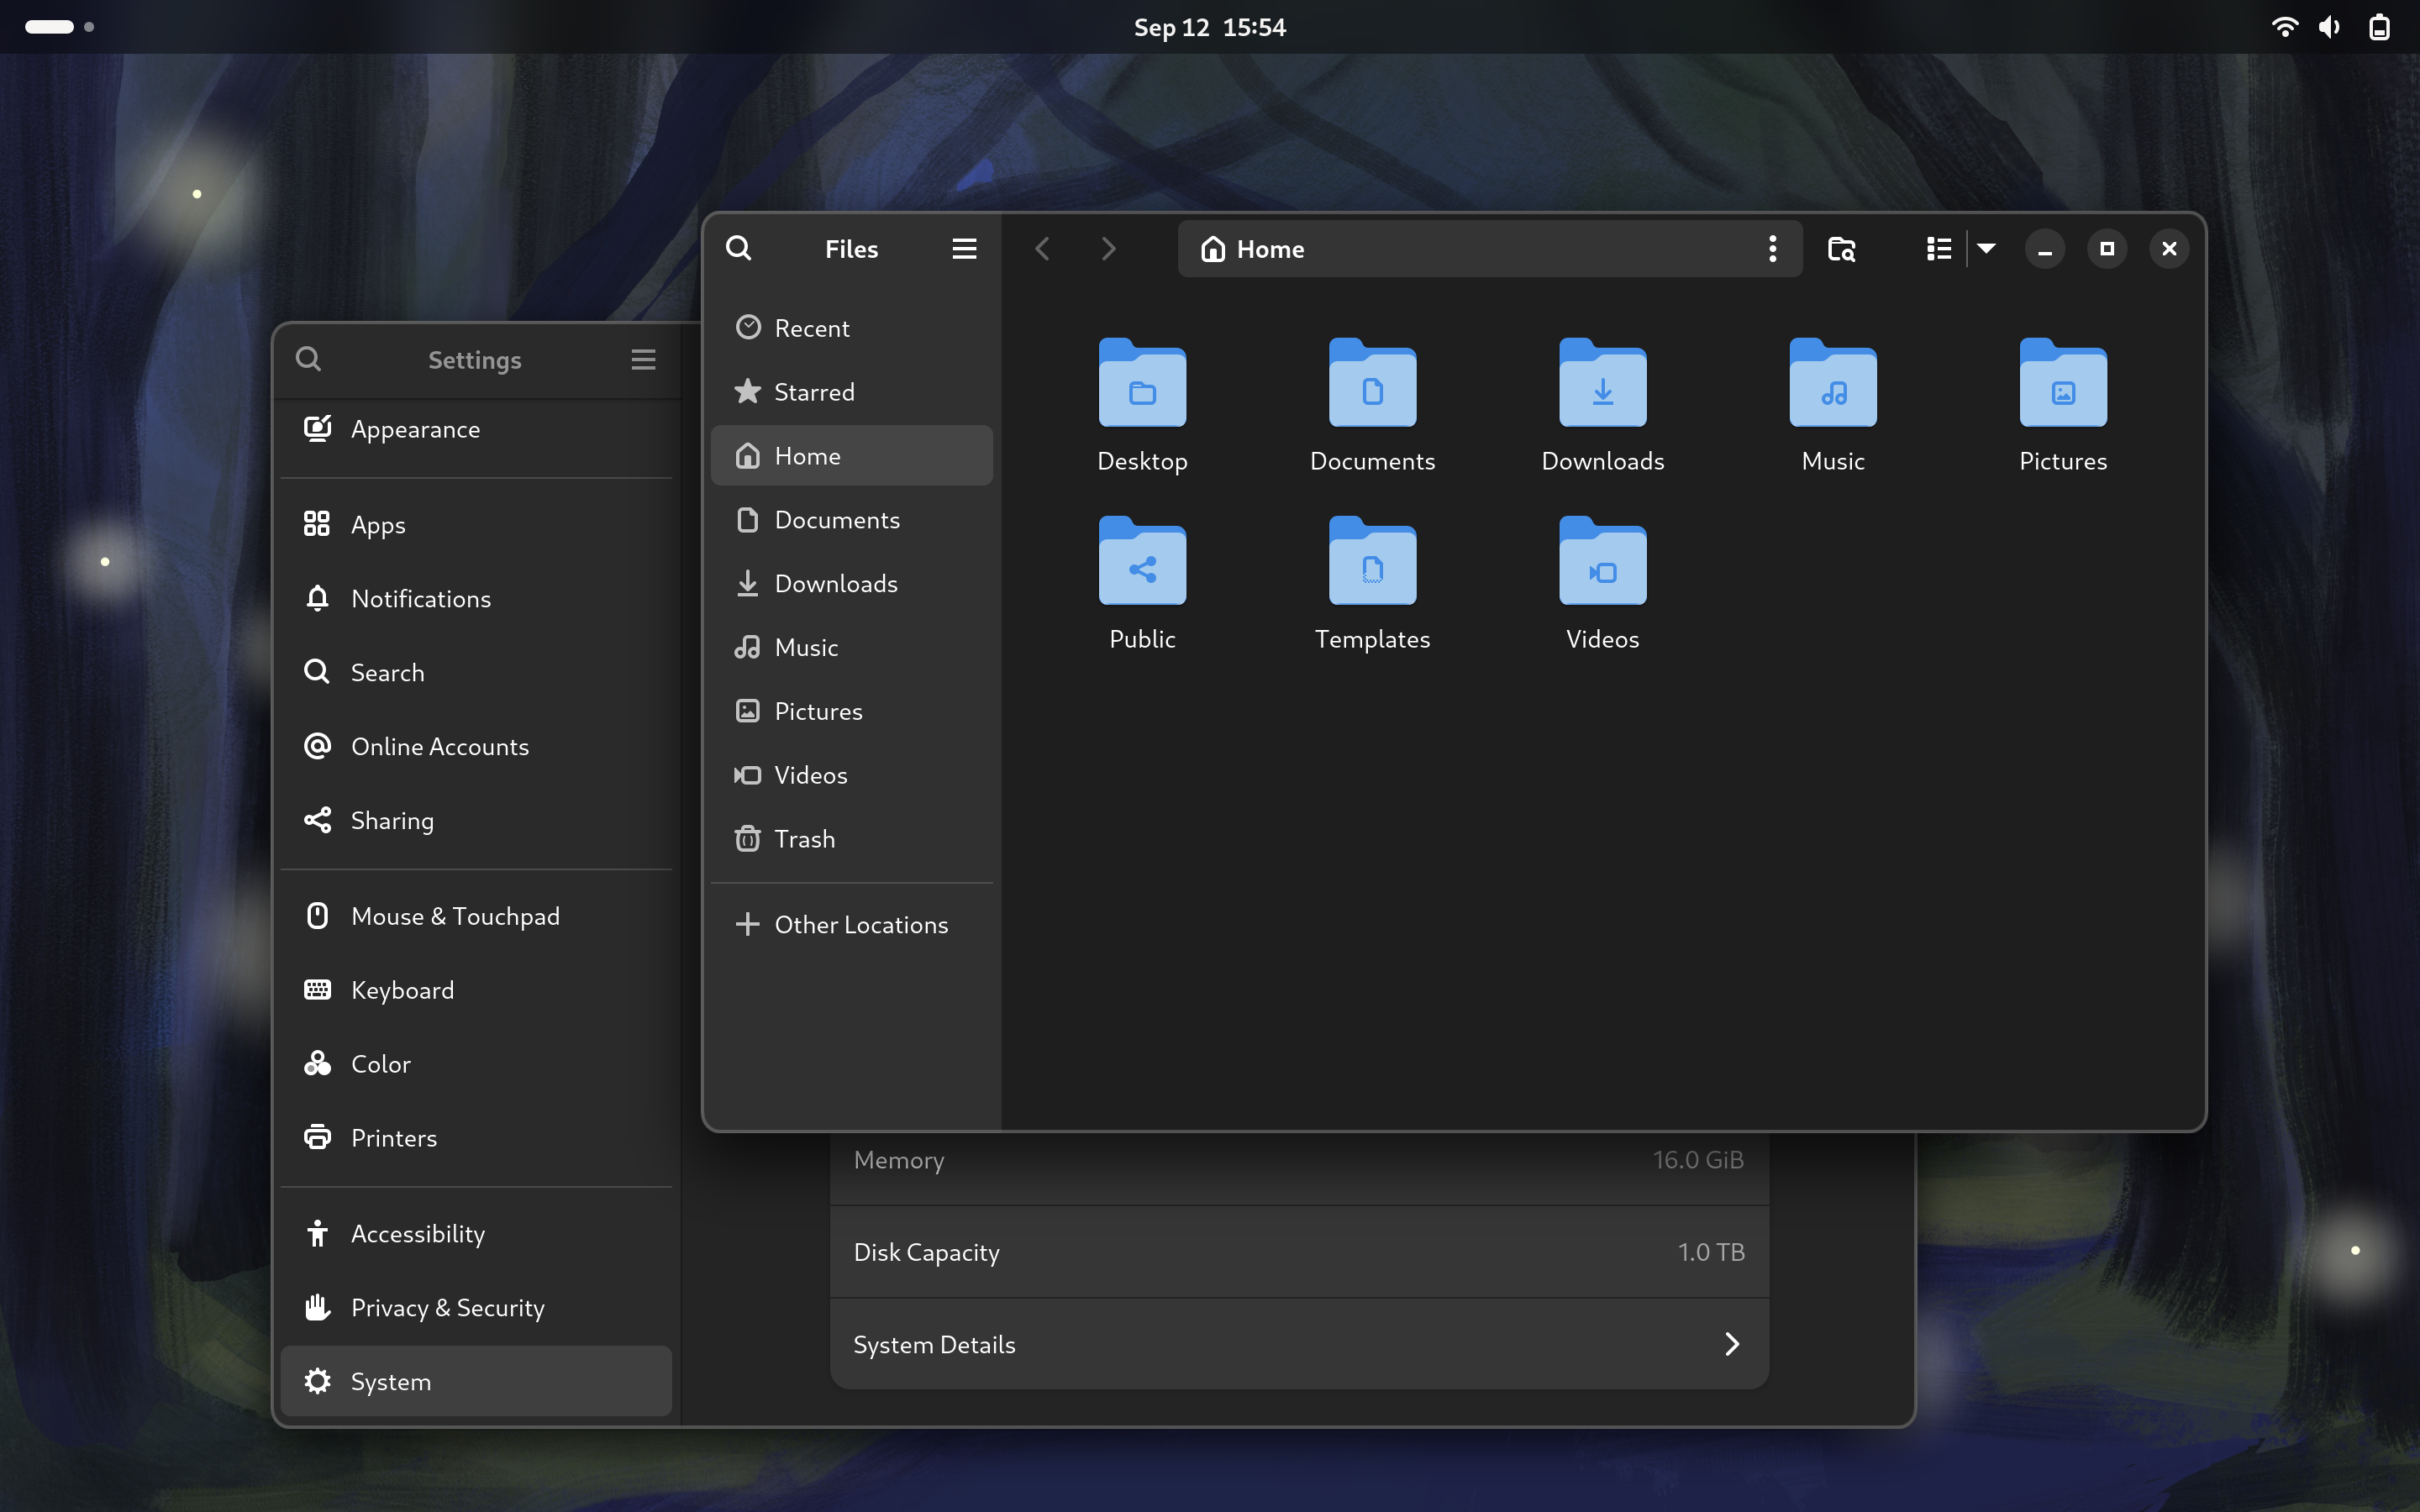 Sep 12 15:54
Files
Home
Recent
Starred
Home
Documents
Downloads
Music
Pictures
Videos
Trash
Other Locations
Desktop
Documents
Downloads
Music
Pictures
Public
Templates
Videos
Settings
Appearance
Apps
Notifications
Search
Online Accounts
Sharing
Mouse & Touchpad
Keyboard
Color
Printers
Accessibility
Privacy & Security
System
Memory 16.0 GiB
Disk Capacity 1.0 TB
System Details